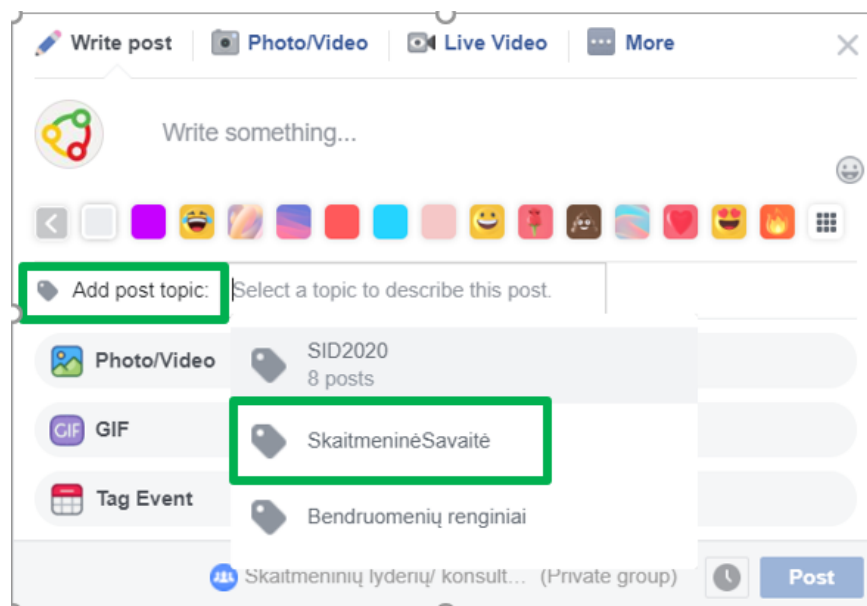 Write post
Photo/Video
Live Video
More
Write something...
Add post topic:
Select a topic to describe this post.
Photo/Video
SID2020
8 posts
GIF
SkaitmeninėSavaitė
Tag Event
Bendruomenių renginiai
Skaitmeninių lyderių/ konsult... (Private group)
Post